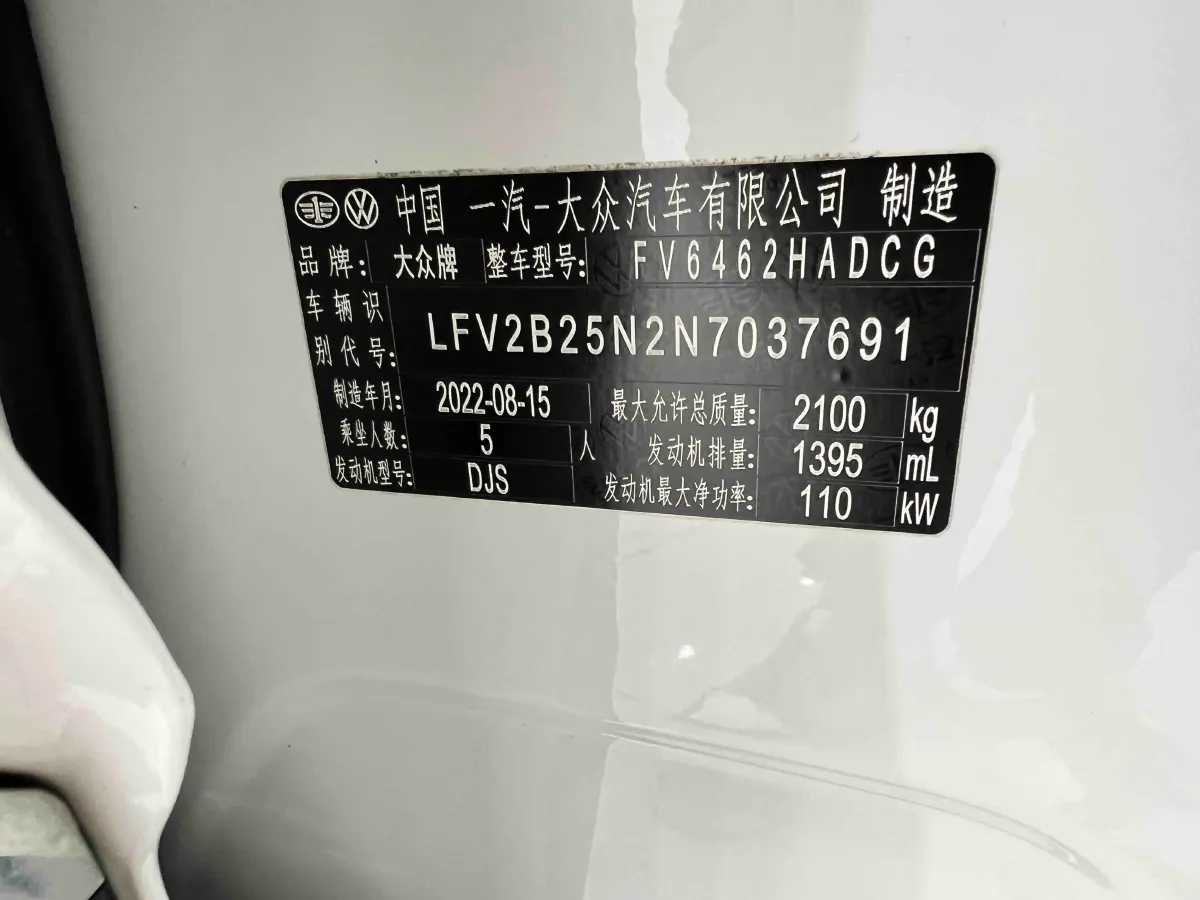 中国 一汽-大众汽车有限公司 制造
品牌: 大众牌 整车型号: FV6462HADCG
车辆识别代号: LFV2B25N2N7037691
制造年月: 2022-08-15 最大允许总质量: 2100 kg
乘坐人数: 5 人 发动机排量: 1395 mL
发动机型号: DJS 发动机最大净功率: 110 kW